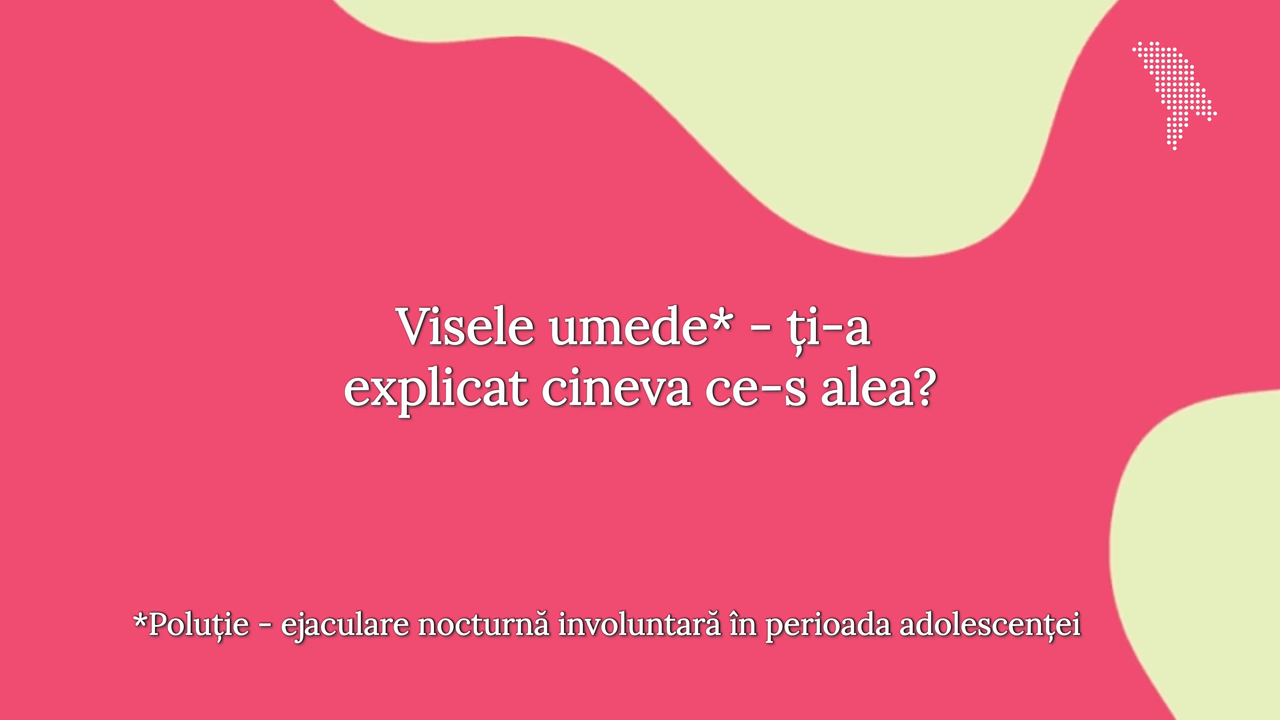 Visele umede* - ți-a
explicat cineva ce-s alea?
*Poluție - ejaculare nocturnă involuntară în perioada adolescenței